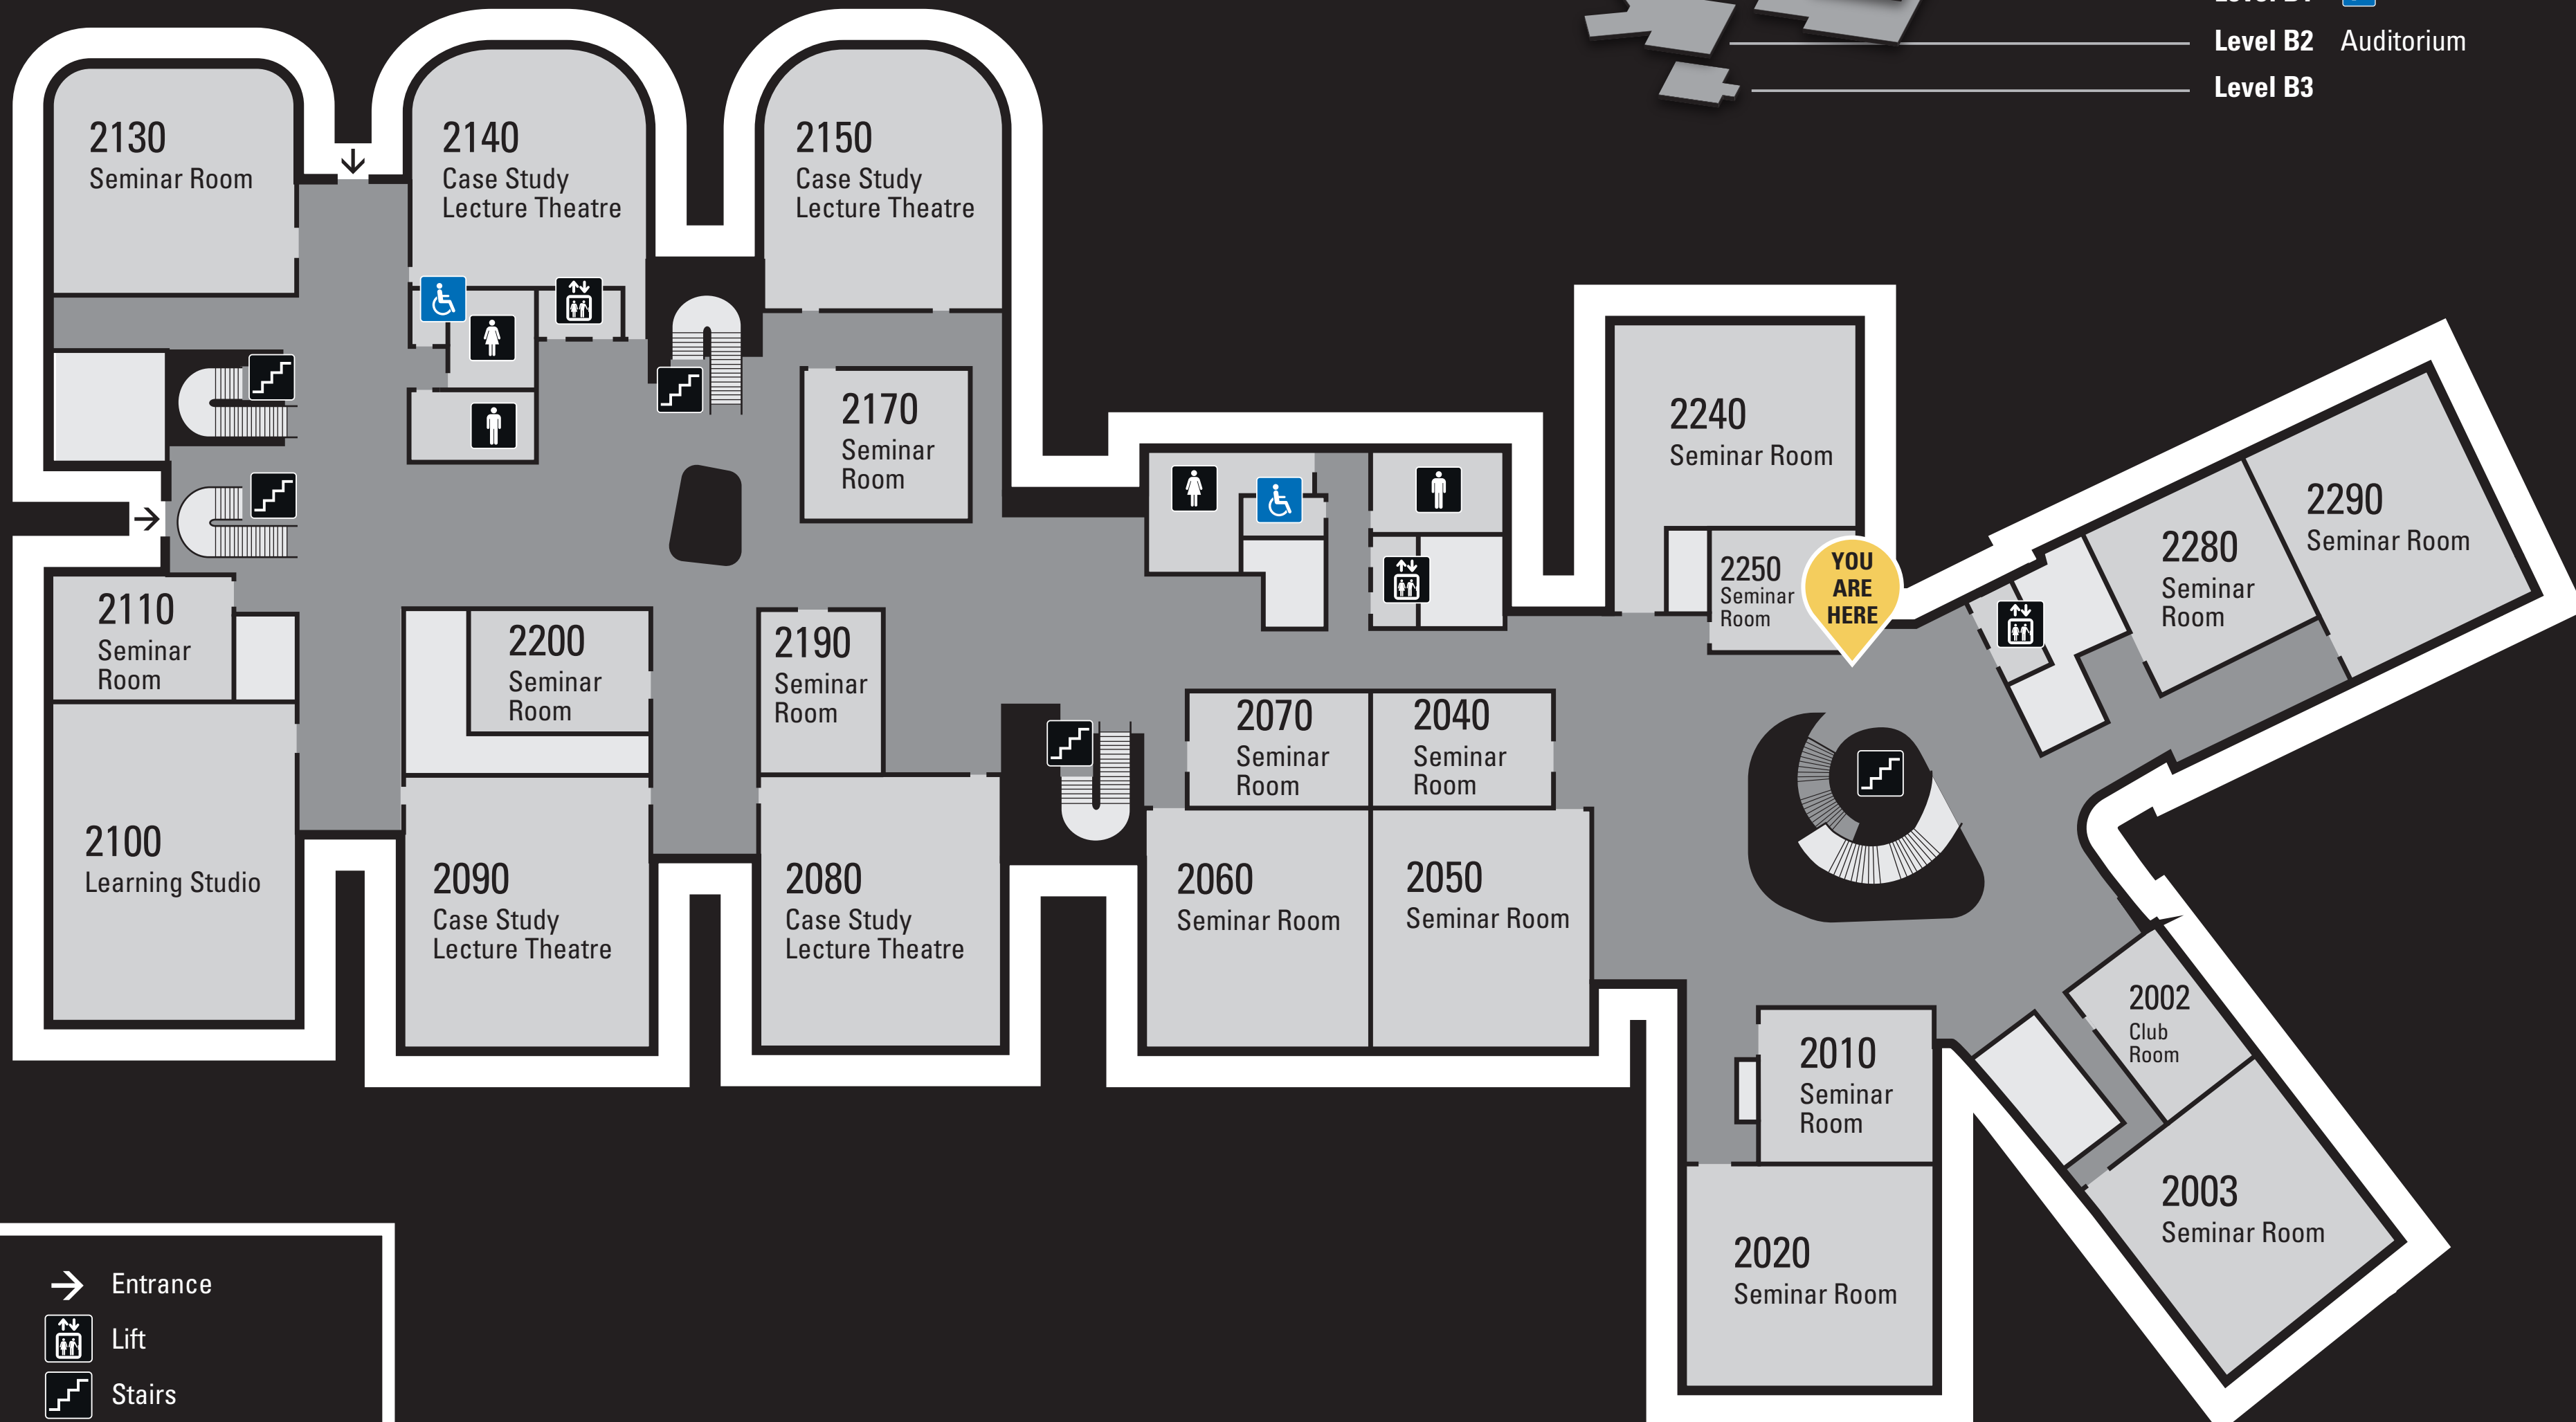 Level B2 Auditorium
Level B3
2130
Seminar Room
2140
Case Study
Lecture Theatre
2150
Case Study
Lecture Theatre
2170
Seminar
Room
2240
Seminar Room
2250
Seminar
Room
YOU
ARE
HERE
2280
Seminar
Room
2290
Seminar Room
2110
Seminar
Room
2200
Seminar
Room
2190
Seminar
Room
2070
Seminar
Room
2040
Seminar
Room
2100
Learning Studio
2090
Case Study
Lecture Theatre
2080
Case Study
Lecture Theatre
2060
Seminar Room
2050
Seminar Room
2002
Club
Room
2010
Seminar
Room
2003
Seminar Room
2020
Seminar Room
Entrance
Lift
Stairs